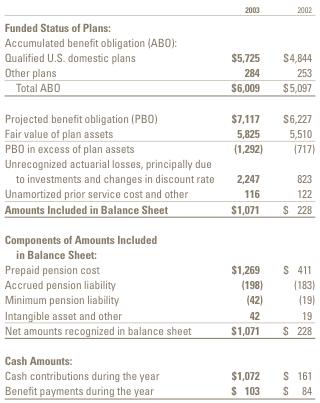 2003 2002
Funded Status of Plans:
Accumulated benefit obligation (ABO):
Qualified U.S. domestic plans $5,725 $4,844
Other plans 284 253
Total ABO $6,009 $5,097
Projected benefit obligation (PBO) $7,117 $6,227
Fair value of plan assets 5,825 5,510
PBO in excess of plan assets (1,292) (717)
Unrecognized actuarial losses, principally due
to investments and changes in discount rate 2,247 823
Unamortized prior service cost and other 116 122
Amounts Included in Balance Sheet $1,071 $ 228
Components of Amounts Included
in Balance Sheet:
Prepaid pension cost $1,269 $ 411
Accrued pension liability (198) (183)
Minimum pension liability (42) (19)
Intangible asset and other 42 19
Net amounts recognized in balance sheet $1,071 $ 228
Cash Amounts:
Cash contributions during the year $1,072 $ 161
Benefit payments during the year $ 103 $ 84